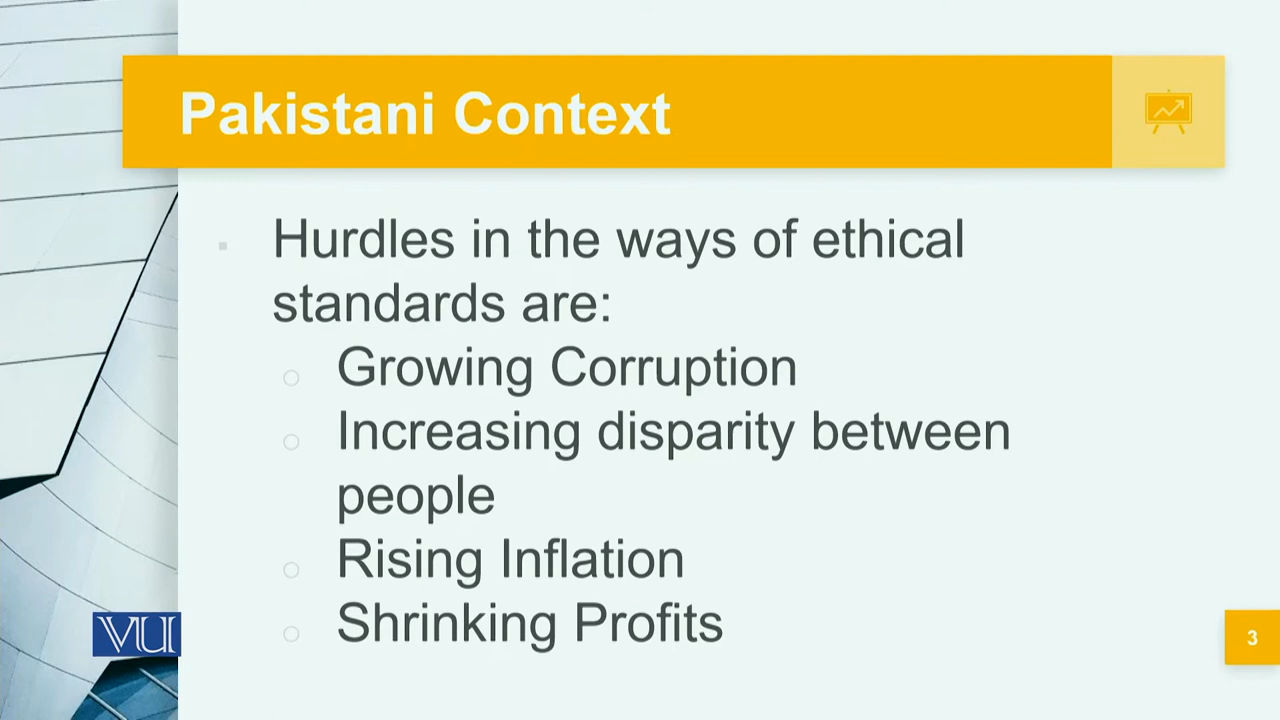 Pakistani Context
Hurdles in the ways of ethical
standards are:
Growing Corruption
Increasing disparity between
people
Rising Inflation
Shrinking Profits
VU
3